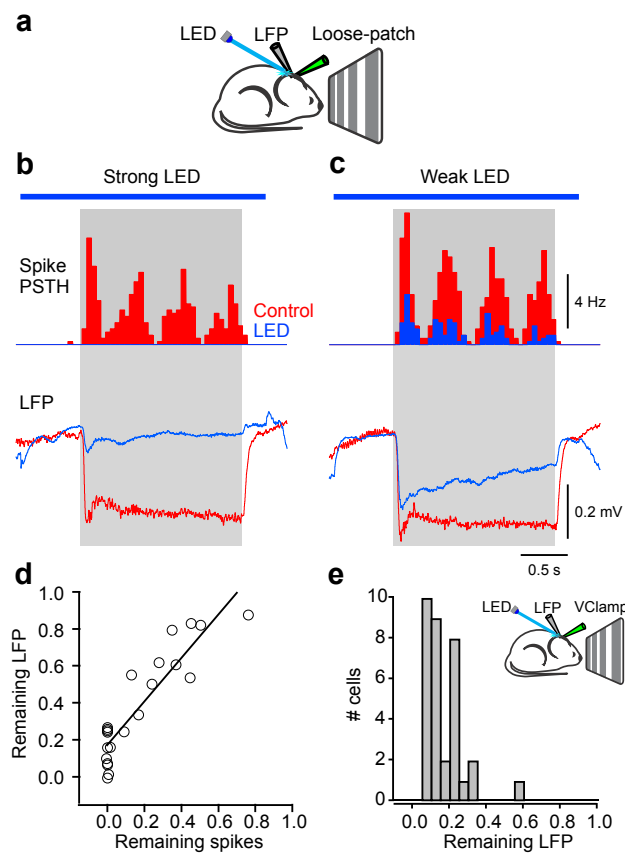 a
LED LFP Loose-patch
b
Strong LED
c
Weak LED
Spike
PSTH
Control
LED
4 Hz
LFP
0.2 mV
0.5 s
d
1.0
0.8
0.6
0.4
0.2
0.0
Remaining LFP
0.0 0.2 0.4 0.6 0.8 1.0
Remaining spikes
e
LED LFP VClamp
10
8
6
4
2
0
# cells
0.0 0.2 0.4 0.6 0.8 1.0
Remaining LFP